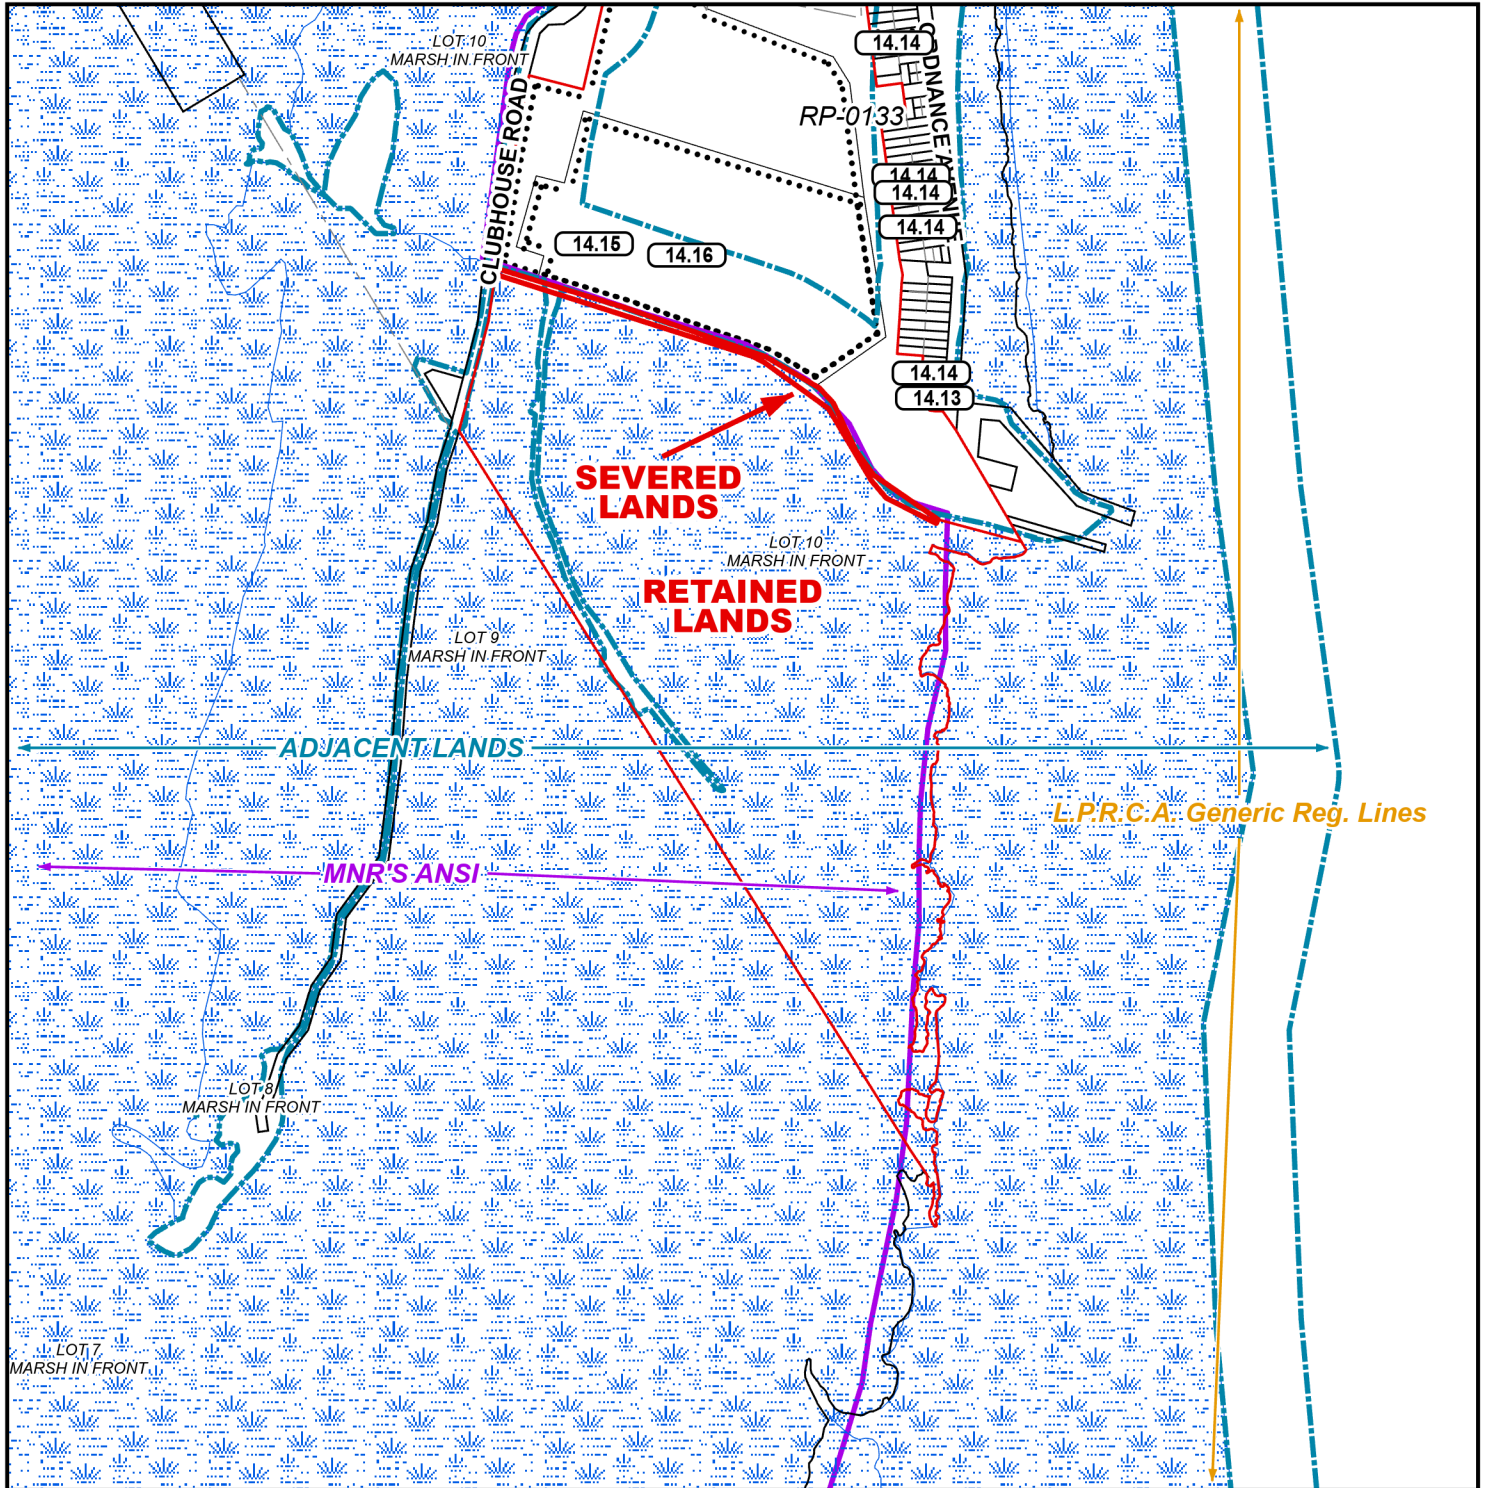 LOT 10
MARSH IN FRONT
CLUBHOUSE ROAD
14.14
RP-0133
14.14
14.14
14.14
14.15
14.16
14.14
14.13
SEVERED
LANDS
LOT 10
MARSH IN FRONT
RETAINED
LANDS
LOT 9
MARSH IN FRONT
ADJACENT LANDS
L.P.R.C.A. Generic Reg. Lines
MNR'S ANSI
LOT 8
MARSH IN FRONT
LOT 7
MARSH IN FRONT